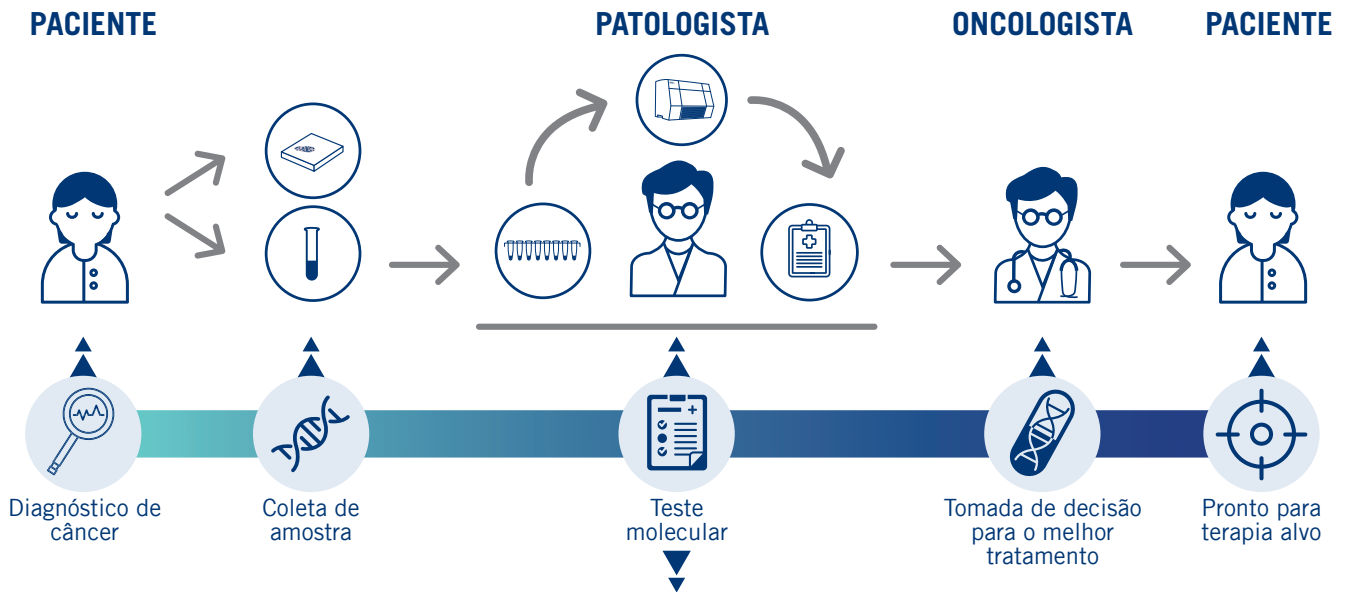 PACIENTE
PATOLOGISTA
ONCOLOGISTA
PACIENTE
Diagnóstico de
câncer
Coleta de
amostra
Teste
molecular
Tomada de decisão
para o melhor
tratamento
Pronto para
terapia alvo